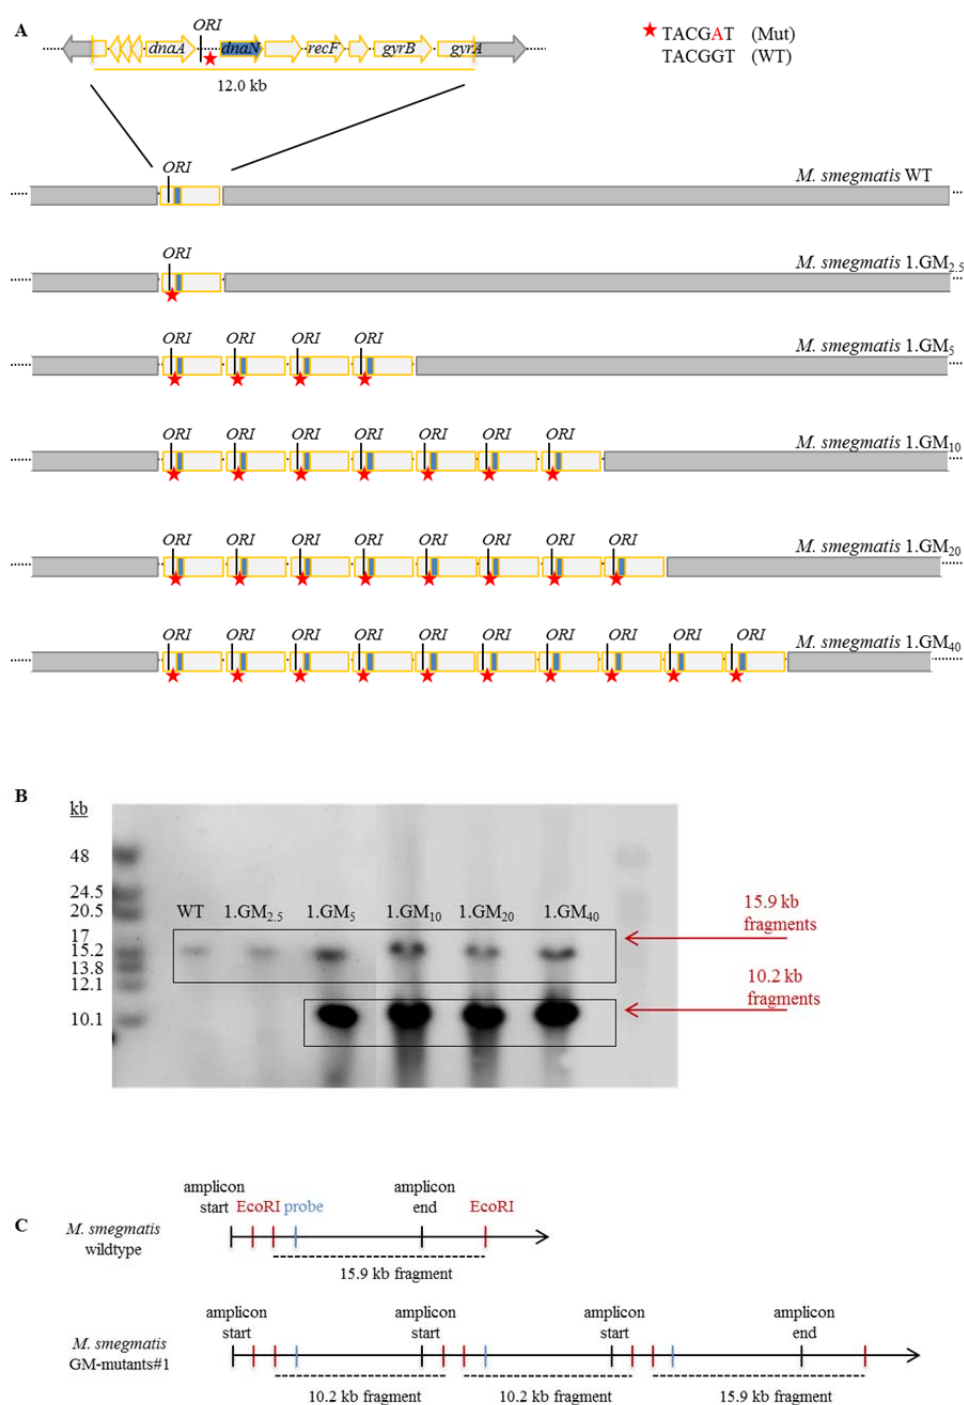 A
ORI
dnaA dnaN recF gyrB gyrA
12.0 kb
TACGAT (Mut)
TACGGT (WT)
ORI
M. smegmatis WT
ORI
M. smegmatis 1.GM2.5
ORI ORI ORI ORI
M. smegmatis 1.GM5
ORI ORI ORI ORI ORI ORI ORI
M. smegmatis 1.GM10
ORI ORI ORI ORI ORI ORI ORI ORI
M. smegmatis 1.GM20
ORI ORI ORI ORI ORI ORI ORI ORI ORI ORI
M. smegmatis 1.GM40
B
kb
48
24.5
20.5
17
15.2
13.8
12.1
10.1
WT 1.GM2.5 1.GM5 1.GM10 1.GM20 1.GM40
15.9 kb
fragments
10.2 kb
fragments
C
M. smegmatis
wildtype
amplicon
start
EcoRI
probe
amplicon
end
EcoRI
15.9 kb fragment
M. smegmatis
GM-mutants#1
amplicon
start
amplicon
start
amplicon
start
amplicon
end
10.2 kb fragment
10.2 kb fragment
15.9 kb fragment